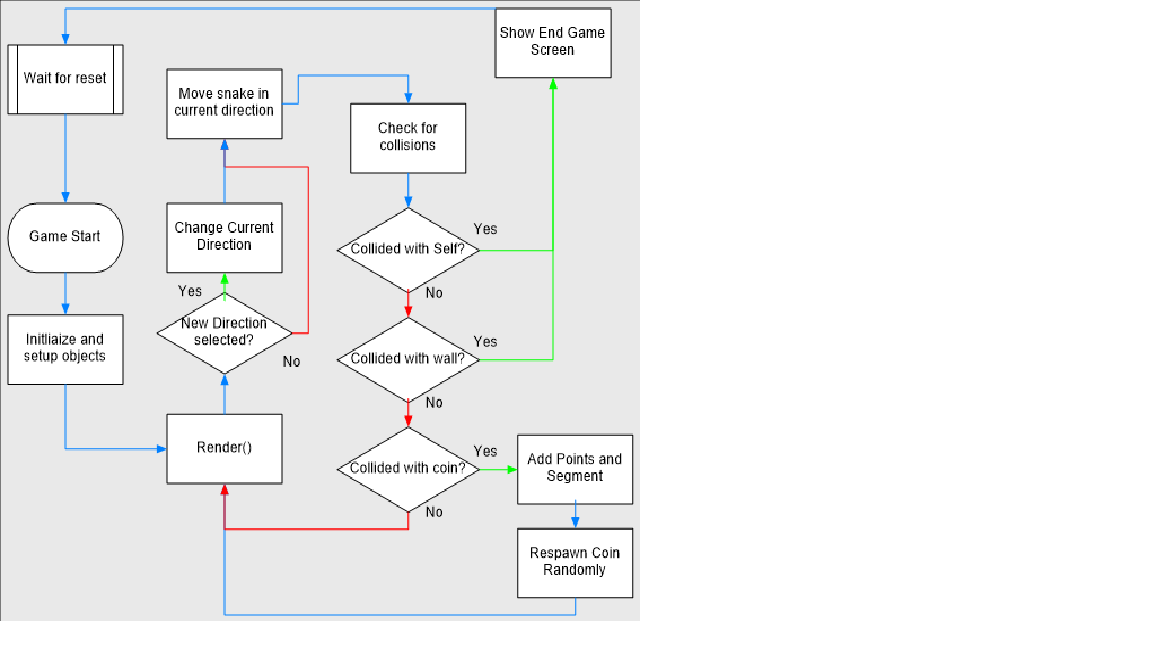 Show End Game
Screen
Wait for reset
Move snake in
current direction
Check for
collisions
Game Start
Change Current
Direction
Collided with Self?
Yes
No
Yes
New Direction
selected?
No
Initliaize and
setup objects
Collided with wall?
Yes
No
Render()
Collided with coin?
Yes
No
Add Points and
Segment
Respawn Coin
Randomly